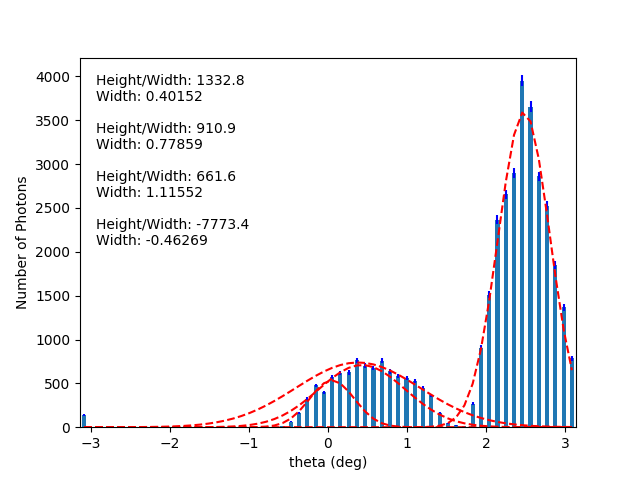 Height/Width: 1332.8
Width: 0.40152
Height/Width: 910.9
Width: 0.77859
Height/Width: 661.6
Width: 1.11552
Height/Width: -7773.4
Width: -0.46269
Number of Photons
4000
3500
3000
2500
2000
1500
1000
500
0
−3 −2 −1 0 1 2 3
theta (deg)